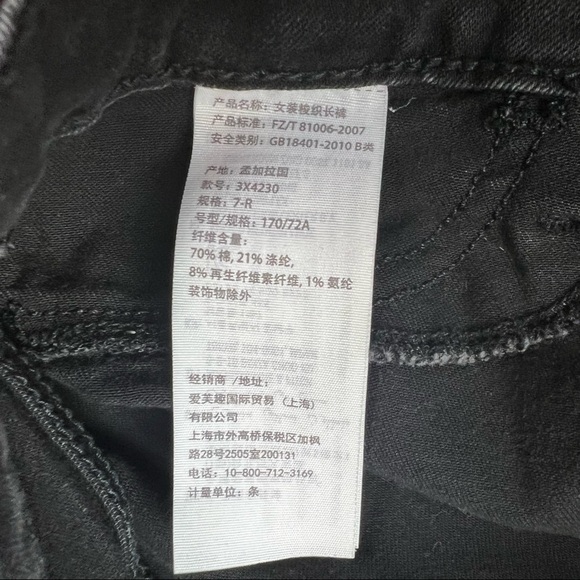 产品名称：女装梭织长裤
产品标准：FZ/T 81006-2007
安全类别：GB18401-2010 B类
产地：孟加拉国
款号：3X4230
规格：7-R
号型/规格：170/72A
纤维含量：
70% 棉, 21% 涤纶,
8% 再生纤维素纤维, 1% 氨纶
装饰物除外
经销商 /地址：
爱芙趣国际贸易（上海）
有限公司
上海市外高桥保税区加枫
路28号2505室200131
电话：10-800-712-3169
计量单位：条